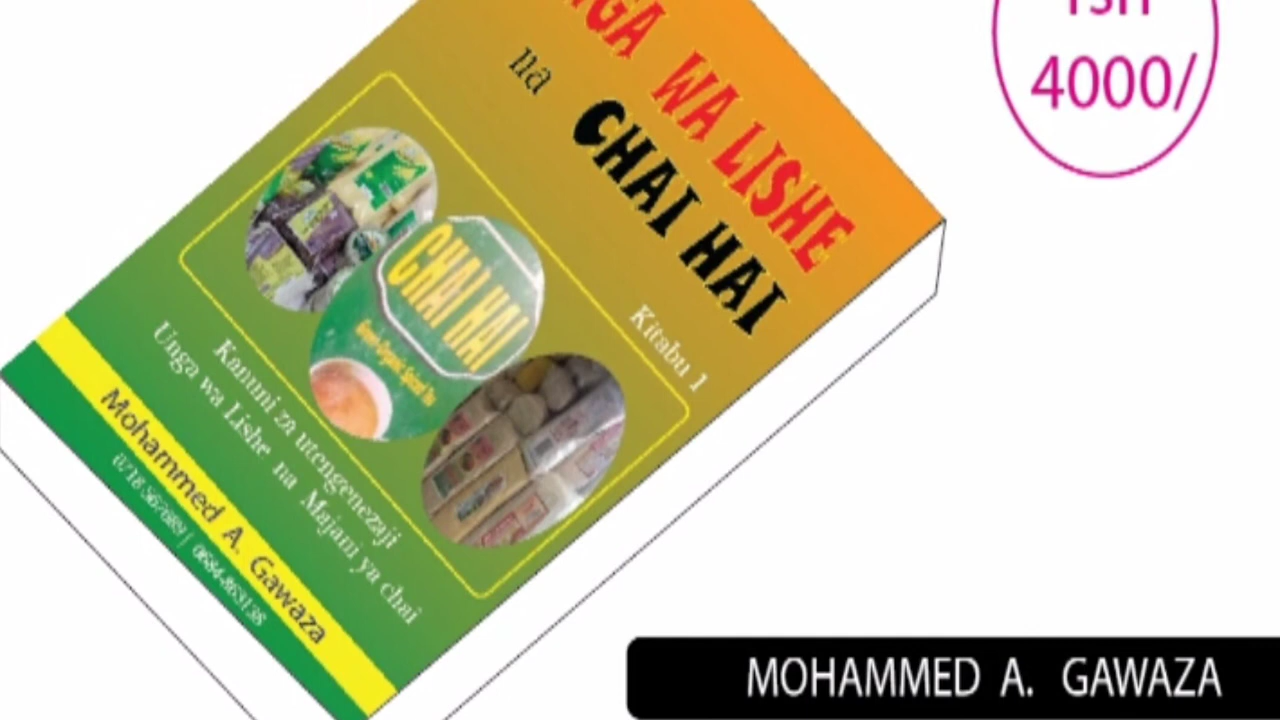 TSH
4000/
WA LISHE
na
CHAI HAI
Kitabu 1
CHAI HAI
Kanuni za utengenezaji
Unga wa Lishe na Majani ya chai
Mohammed A. Gawaza
MOHAMMED A. GAWAZA